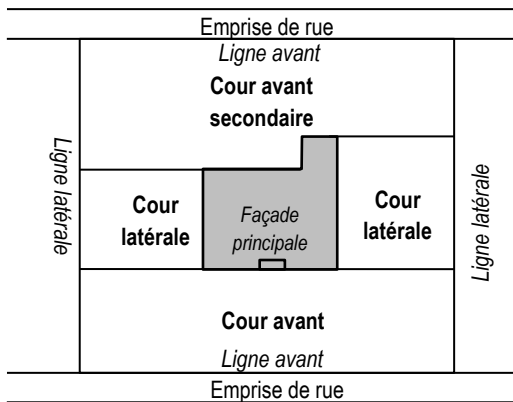 Emprise de rue
Ligne avant
Cour avant
secondaire
Ligne latérale
Cour
latérale
Façade
principale
Cour
latérale
Ligne latérale
Cour avant
Ligne avant
Emprise de rue